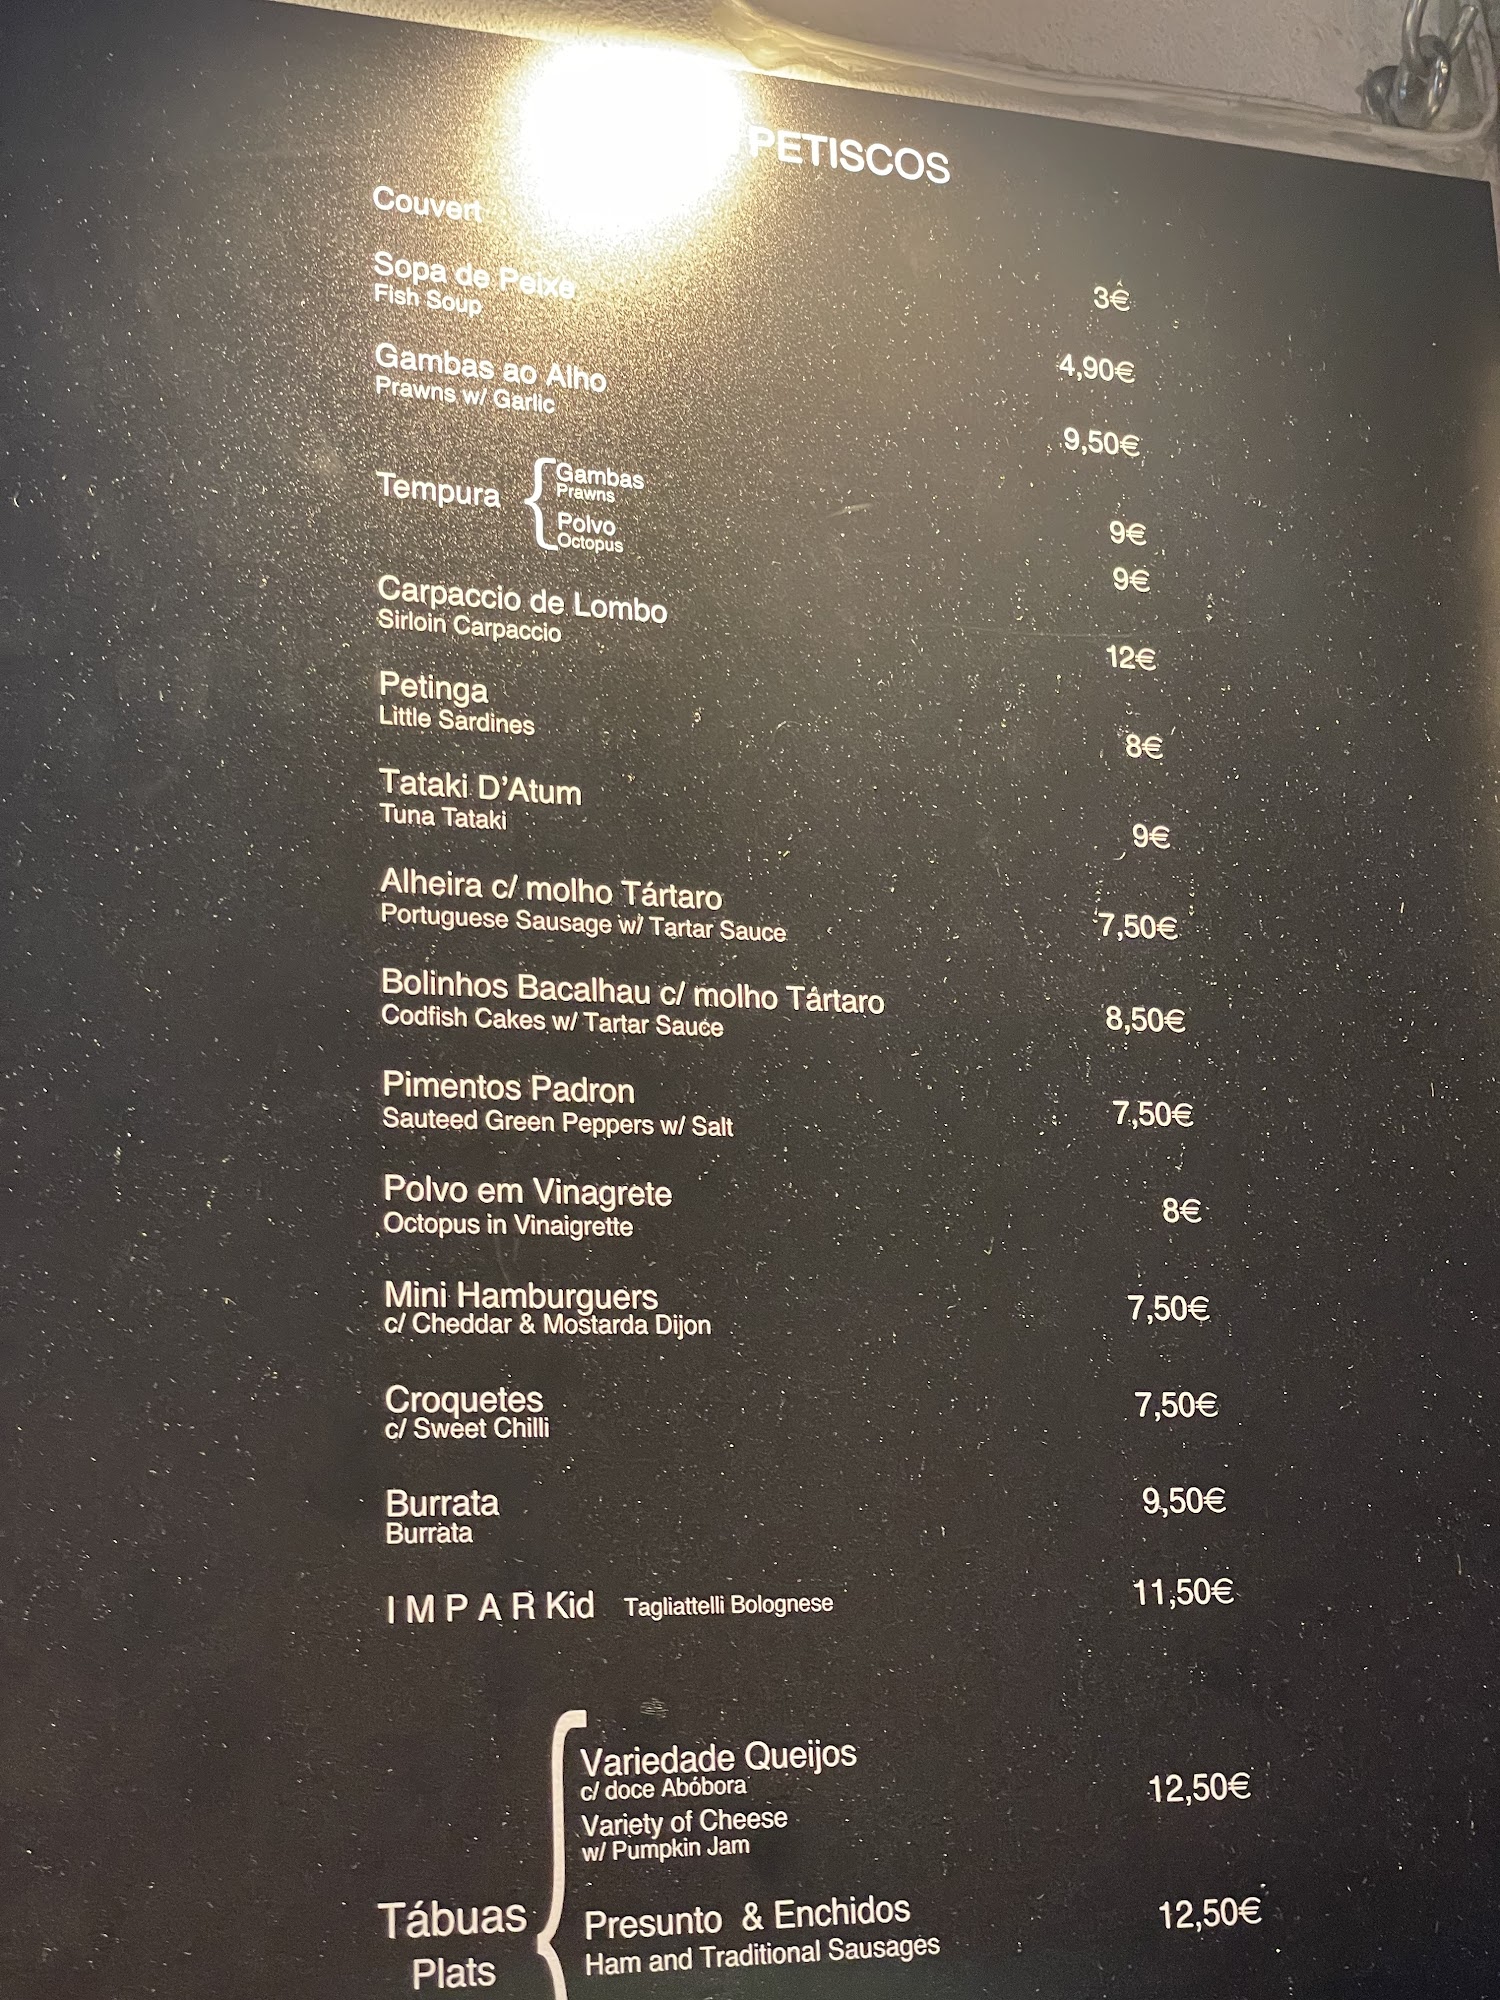 PETISCOS
Couvert 3€
Sopa de Peixe 4,90€
Fish Soup
Gambas ao Alho 9,50€
Prawns w/ Garlic
Tempura
Gambas 9€
Prawns
Polvo 9€
Octopus
Carpaccio de Lombo 12€
Sirloin Carpaccio
Petinga 8€
Little Sardines
Tataki D'Atum 9€
Tuna Tataki
Alheira c/ molho Tártaro 7,50€
Portuguese Sausage w/ Tartar Sauce
Bolinhos Bacalhau c/ molho Tártaro 8,50€
Codfish Cakes w/ Tartar Sauce
Pimentos Padron 7,50€
Sauteed Green Peppers w/ Salt
Polvo em Vinagrete 8€
Octopus in Vinaigrette
Mini Hamburguers 7,50€
c/ Cheddar & Mostarda Dijon
Croquetes 7,50€
c/ Sweet Chilli
Burrata 9,50€
Burrata
I M P A R Kid Tagliattelli Bolognese 11,50€
Variedade Queijos 12,50€
c/ doce Abóbora
Variety of Cheese
w/ Pumpkin Jam
Tábuas
Plats
Presunto & Enchidos 12,50€
Ham and Traditional Sausages